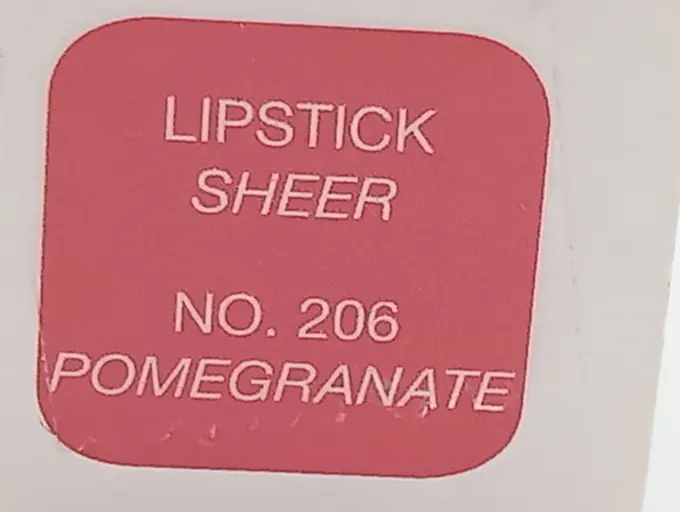 LIPSTICK
SHEER
NO. 206
POMEGRANATE